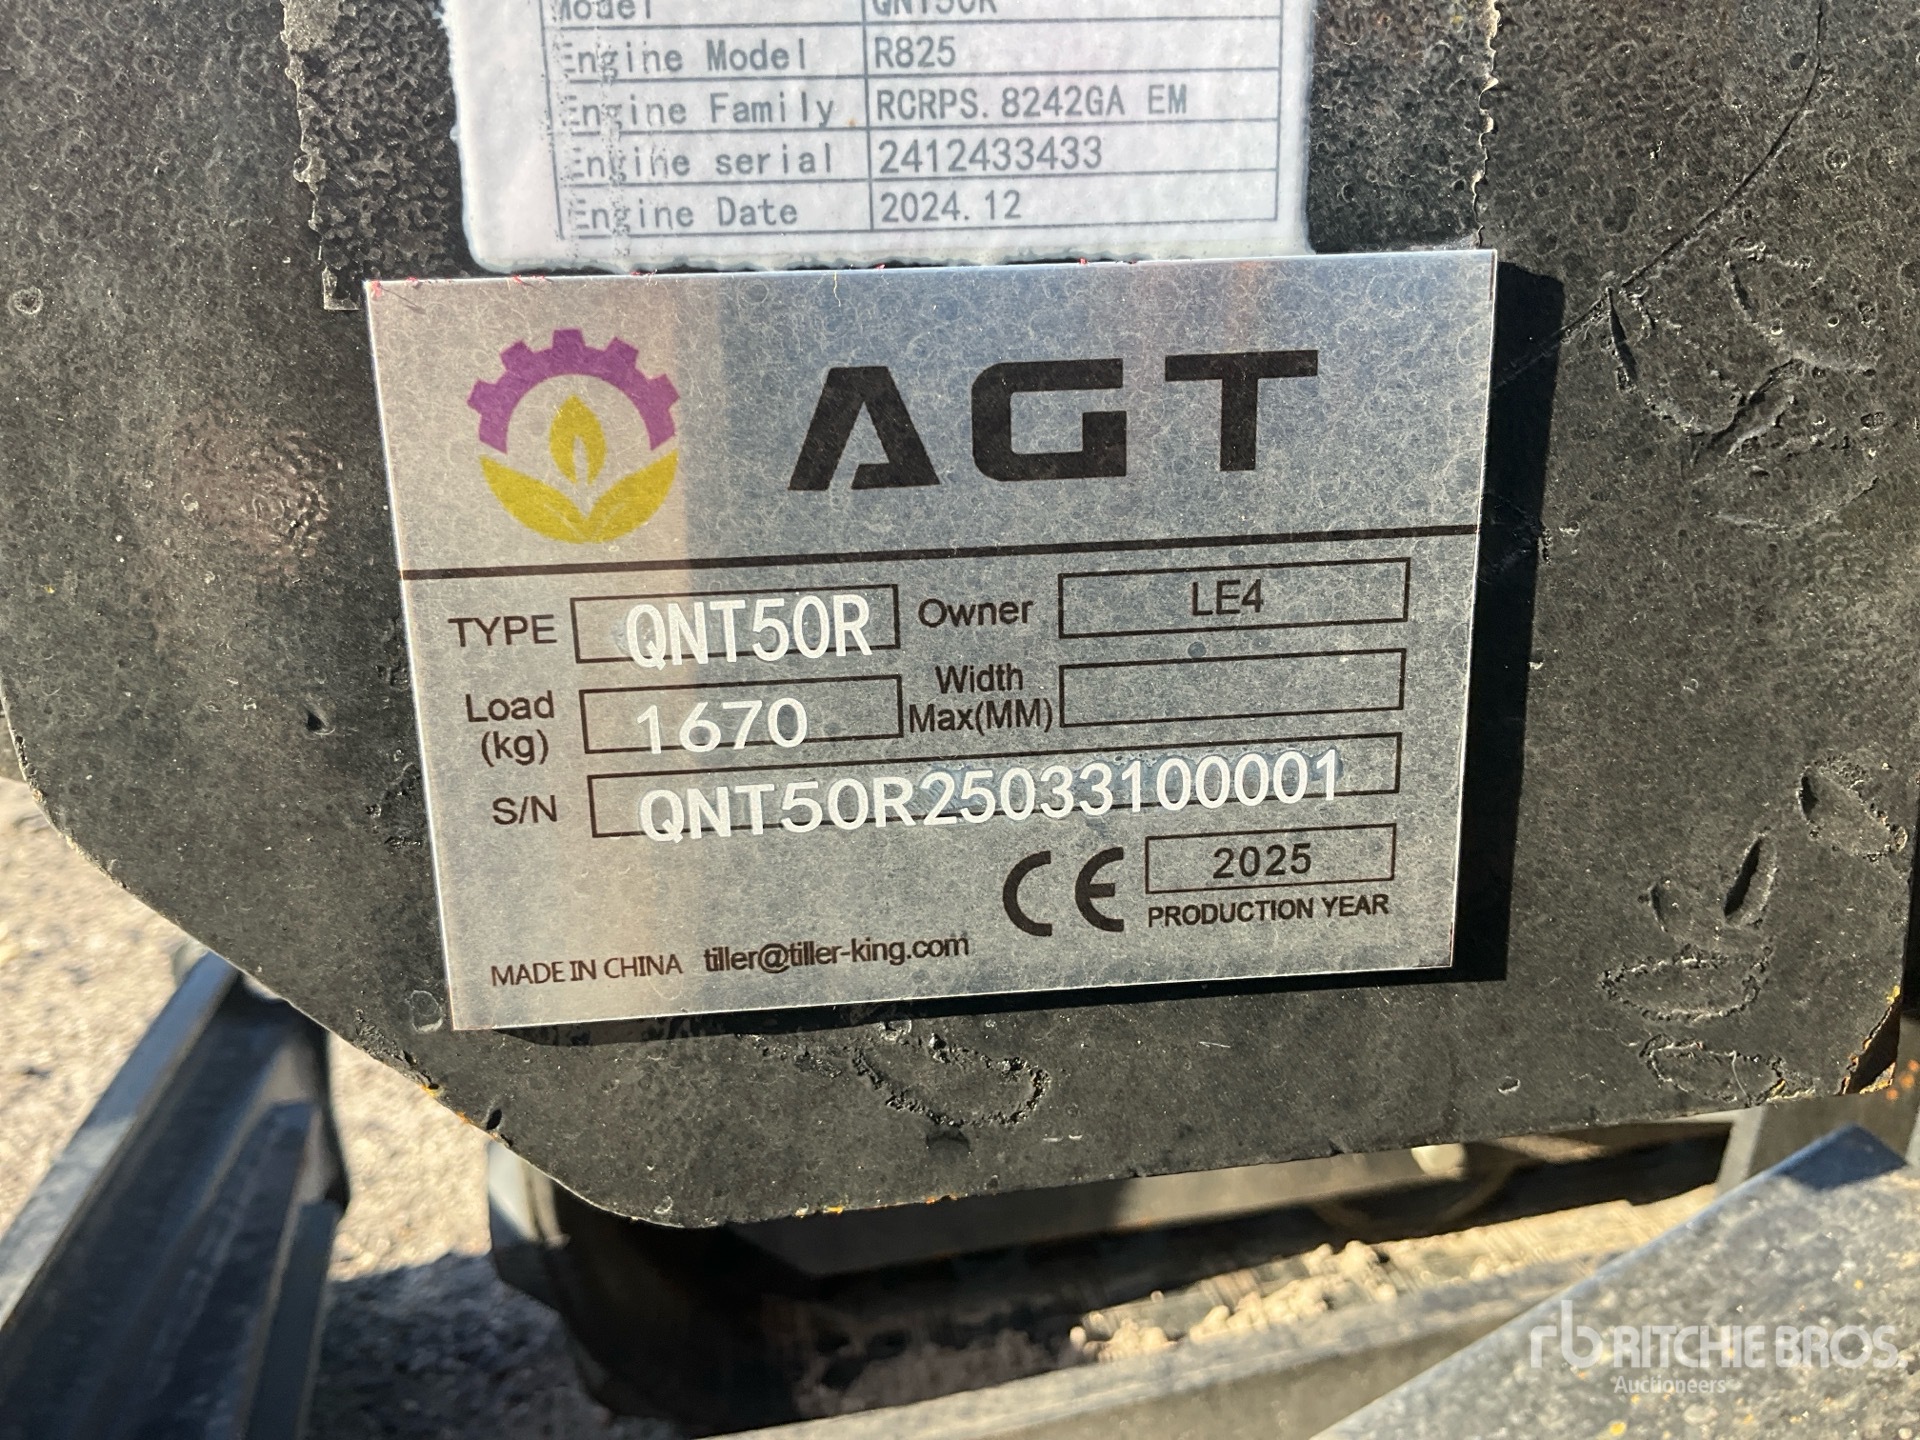 Model QNT50R
Engine Model R825
Engine Family RCRPS. 8242GA EM
Engine serial 2412433433
Engine Date 2024. 12
AGT
TYPE QNT50R Owner LE4
Load (kg) 1670 Width Max(MM)
S/N QNT50R25033100001
CE 2025
PRODUCTION YEAR
MADE IN CHINA tiller@tiller-king.com
rb RITCHIE BROS.
Auctioneers